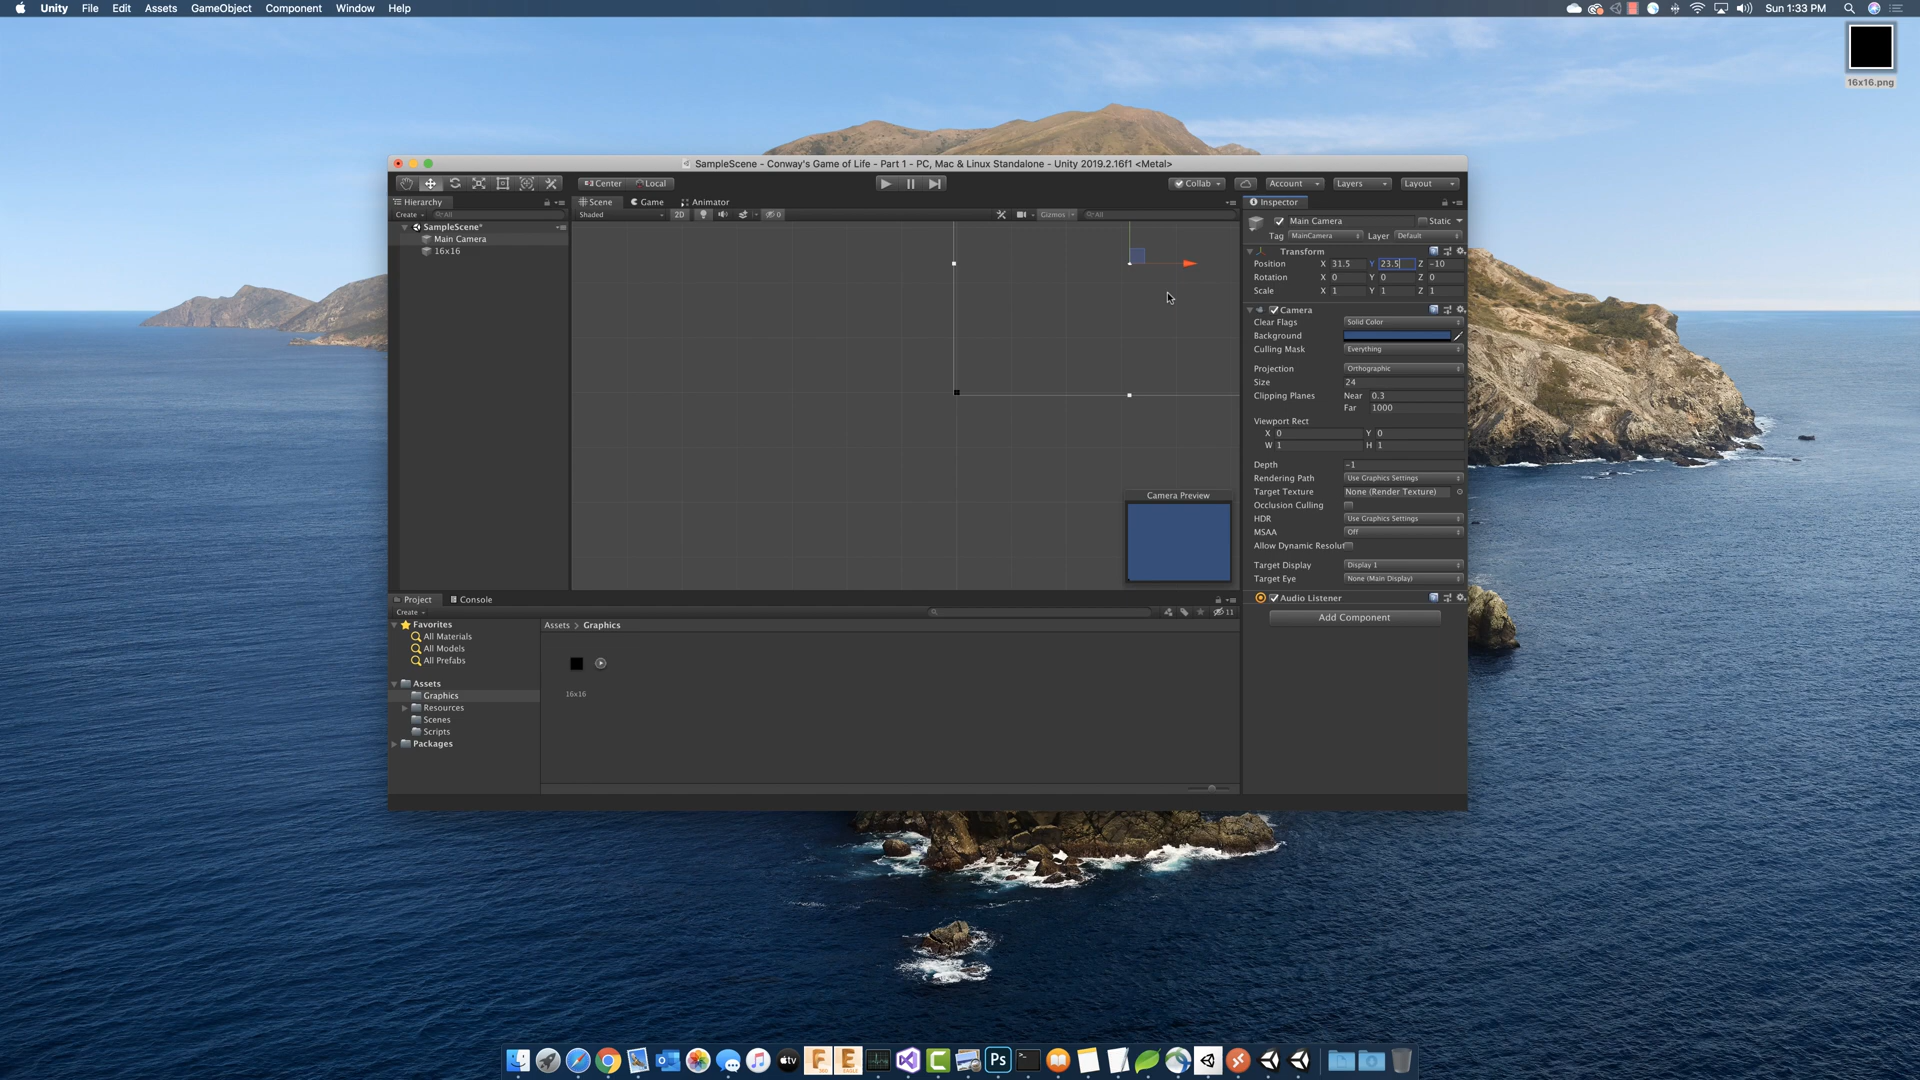 Unity File Edit Assets GameObject Component Window Help
Sun 1:33 PM
16x16.png
SampleScene - Conway's Game of Life - Part 1 - PC, Mac & Linux Standalone - Unity 2019.2.16f1 <Metal>
Center Local
Collab Account Layers Layout
Hierarchy
Create All
SampleScene*
Main Camera
16x16
Scene Game Animator
Shaded 2D 0 Gizmos All
Camera Preview
Inspector
Main Camera Static
Tag MainCamera Layer Default
Transform
Position X 31.5 Y 23.5 Z -10
Rotation X 0 Y 0 Z 0
Scale X 1 Y 1 Z 1
Camera
Clear Flags Solid Color
Background
Culling Mask Everything
Projection Orthographic
Size 24
Clipping Planes Near 0.3
Far 1000
Viewport Rect
X 0 Y 0
W 1 H 1
Depth -1
Rendering Path Use Graphics Settings
Target Texture None (Render Texture)
Occlusion Culling
HDR Use Graphics Settings
MSAA Off
Allow Dynamic Resolut
Target Display Display 1
Target Eye None (Main Display)
Audio Listener
Add Component
Project Console
Create 11
Favorites
All Materials
All Models
All Prefabs
Assets
Graphics
Resources
Scenes
Scripts
Packages
Assets > Graphics
16x16
tv
F E Ps
360 EAGLE